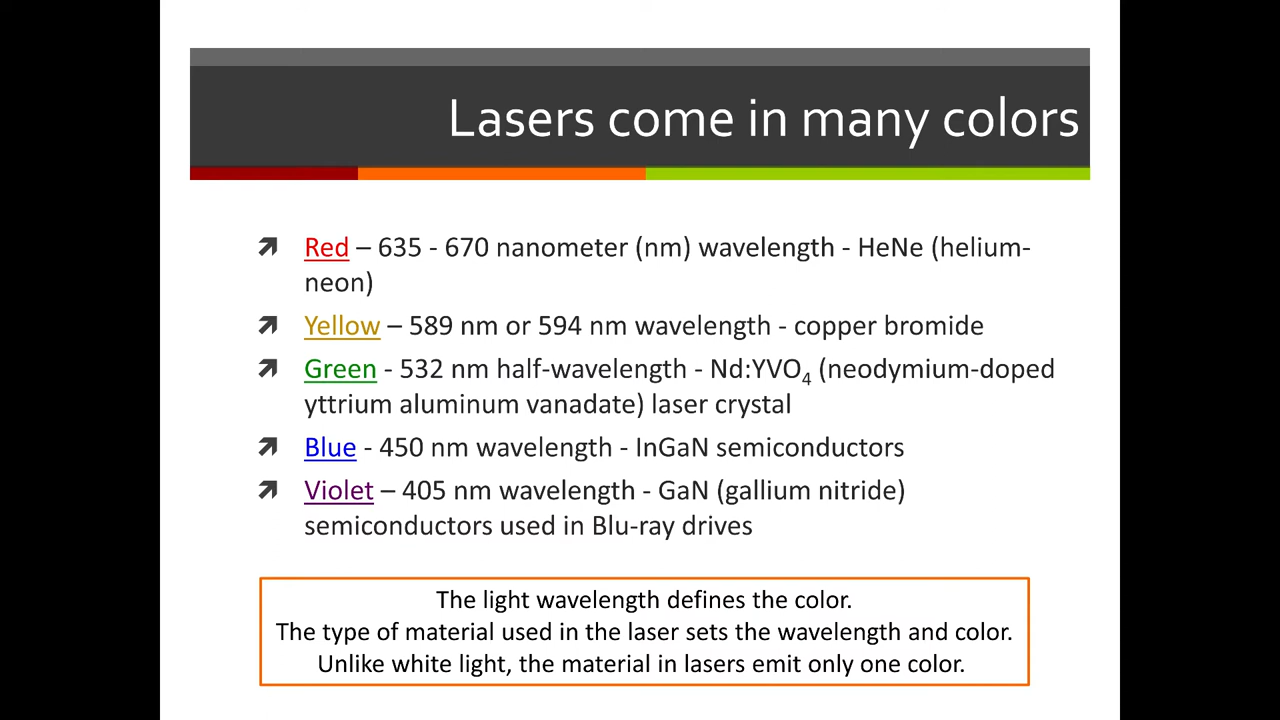 Lasers come in many colors
Red – 635 - 670 nanometer (nm) wavelength - HeNe (helium-
neon)
Yellow – 589 nm or 594 nm wavelength - copper bromide
Green - 532 nm half-wavelength - Nd:YVO₄ (neodymium-doped
yttrium aluminum vanadate) laser crystal
Blue - 450 nm wavelength - InGaN semiconductors
Violet – 405 nm wavelength - GaN (gallium nitride)
semiconductors used in Blu-ray drives
The light wavelength defines the color.
The type of material used in the laser sets the wavelength and color.
Unlike white light, the material in lasers emit only one color.